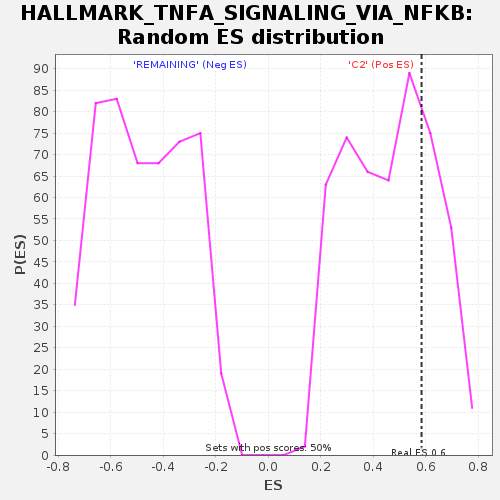 HALLMARK_TNFA_SIGNALING_VIA_NFKB:
Random ES distribution
'REMAINING' (Neg ES)
'C2' (Pos ES)
P(ES)
90
85
80
75
70
65
60
55
50
45
40
35
30
25
20
15
10
5
0
Sets with pos scores: 50%
Real ES 0.6
-0.8 -0.6 -0.4 -0.2 0.0 0.2 0.4 0.6 0.8
ES